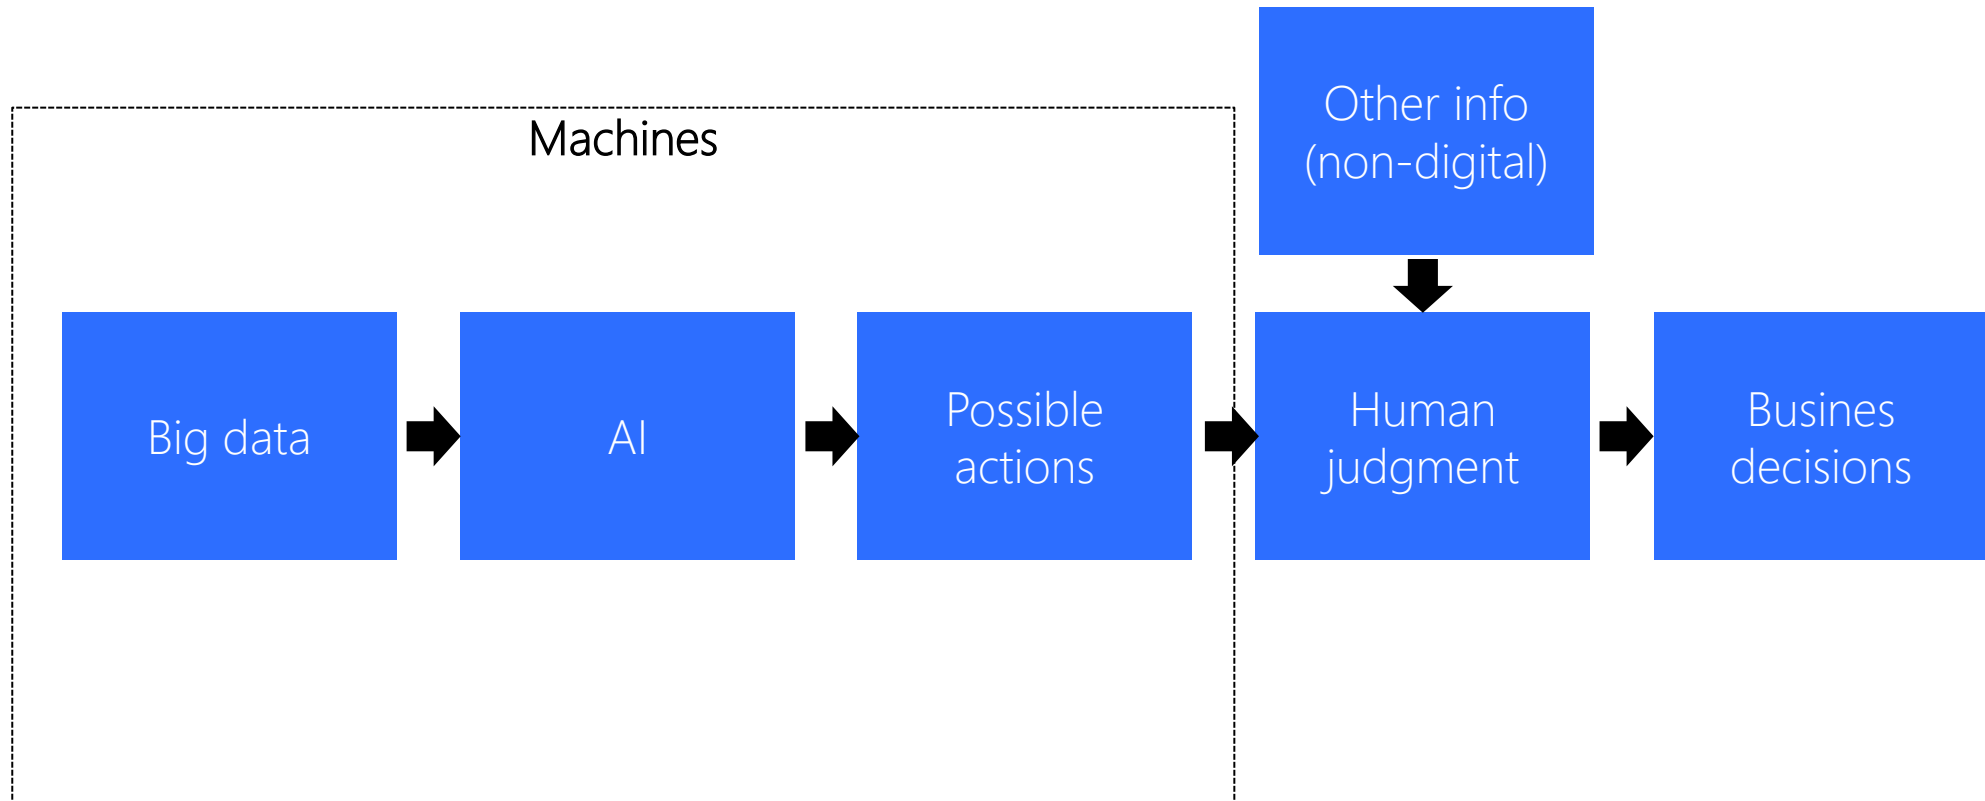 Machines
Other info
(non-digital)
Big data
AI
Possible
actions
Human
judgment
Busines
decisions